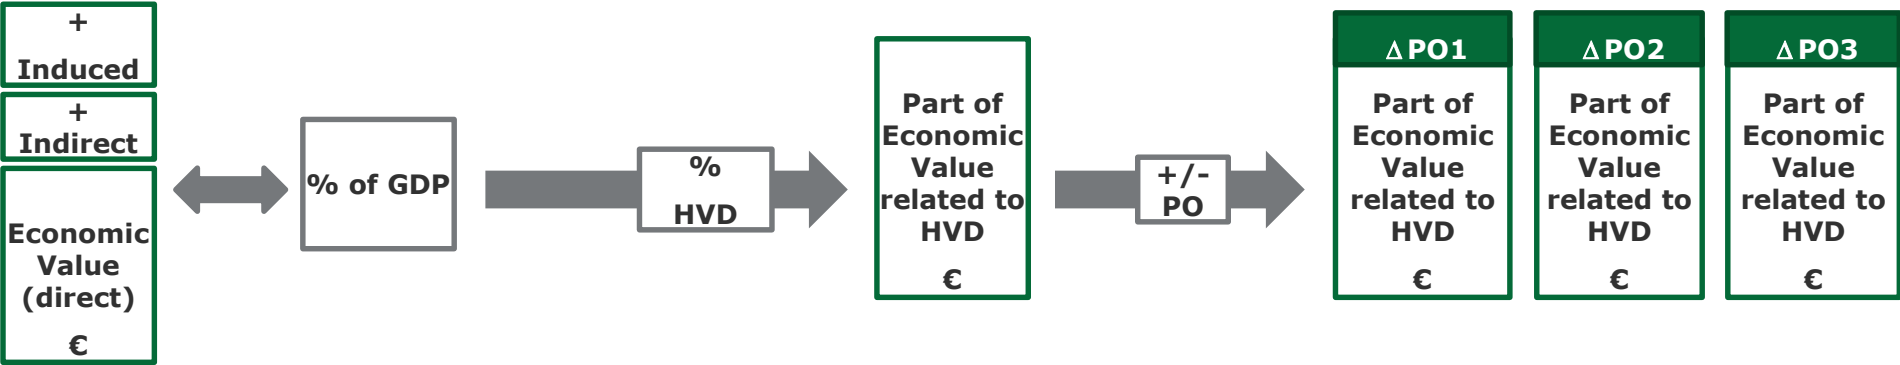 +
Induced
+
Indirect
Economic
Value
(direct)
€
% of GDP
%
HVD
Part of
Economic
Value
related to
HVD
€
+/-
PO
Δ PO1
Part of
Economic
Value
related to
HVD
€
Δ PO2
Part of
Economic
Value
related to
HVD
€
Δ PO3
Part of
Economic
Value
related to
HVD
€